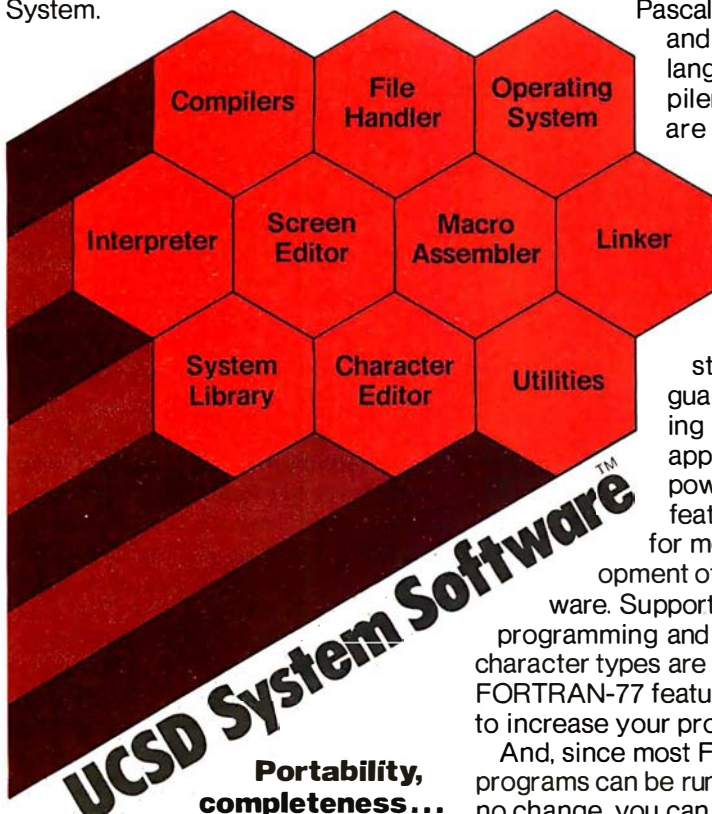 System.
Compilers
File
Handler
Operating
System
Interpreter
Screen
Editor
Macro
Assembler
Linker
System
Library
Character
Editor
Utilities
UCSD System Software™
Portability,
completeness...
Pascal
and
lang
piler
are
st
gua
ing
app
pow
feat
for m
opment of
ware. Support
programming and
character types are
FORTRAN-77 featu
to increase your pro
And, since most F
programs can be run
no change, you can